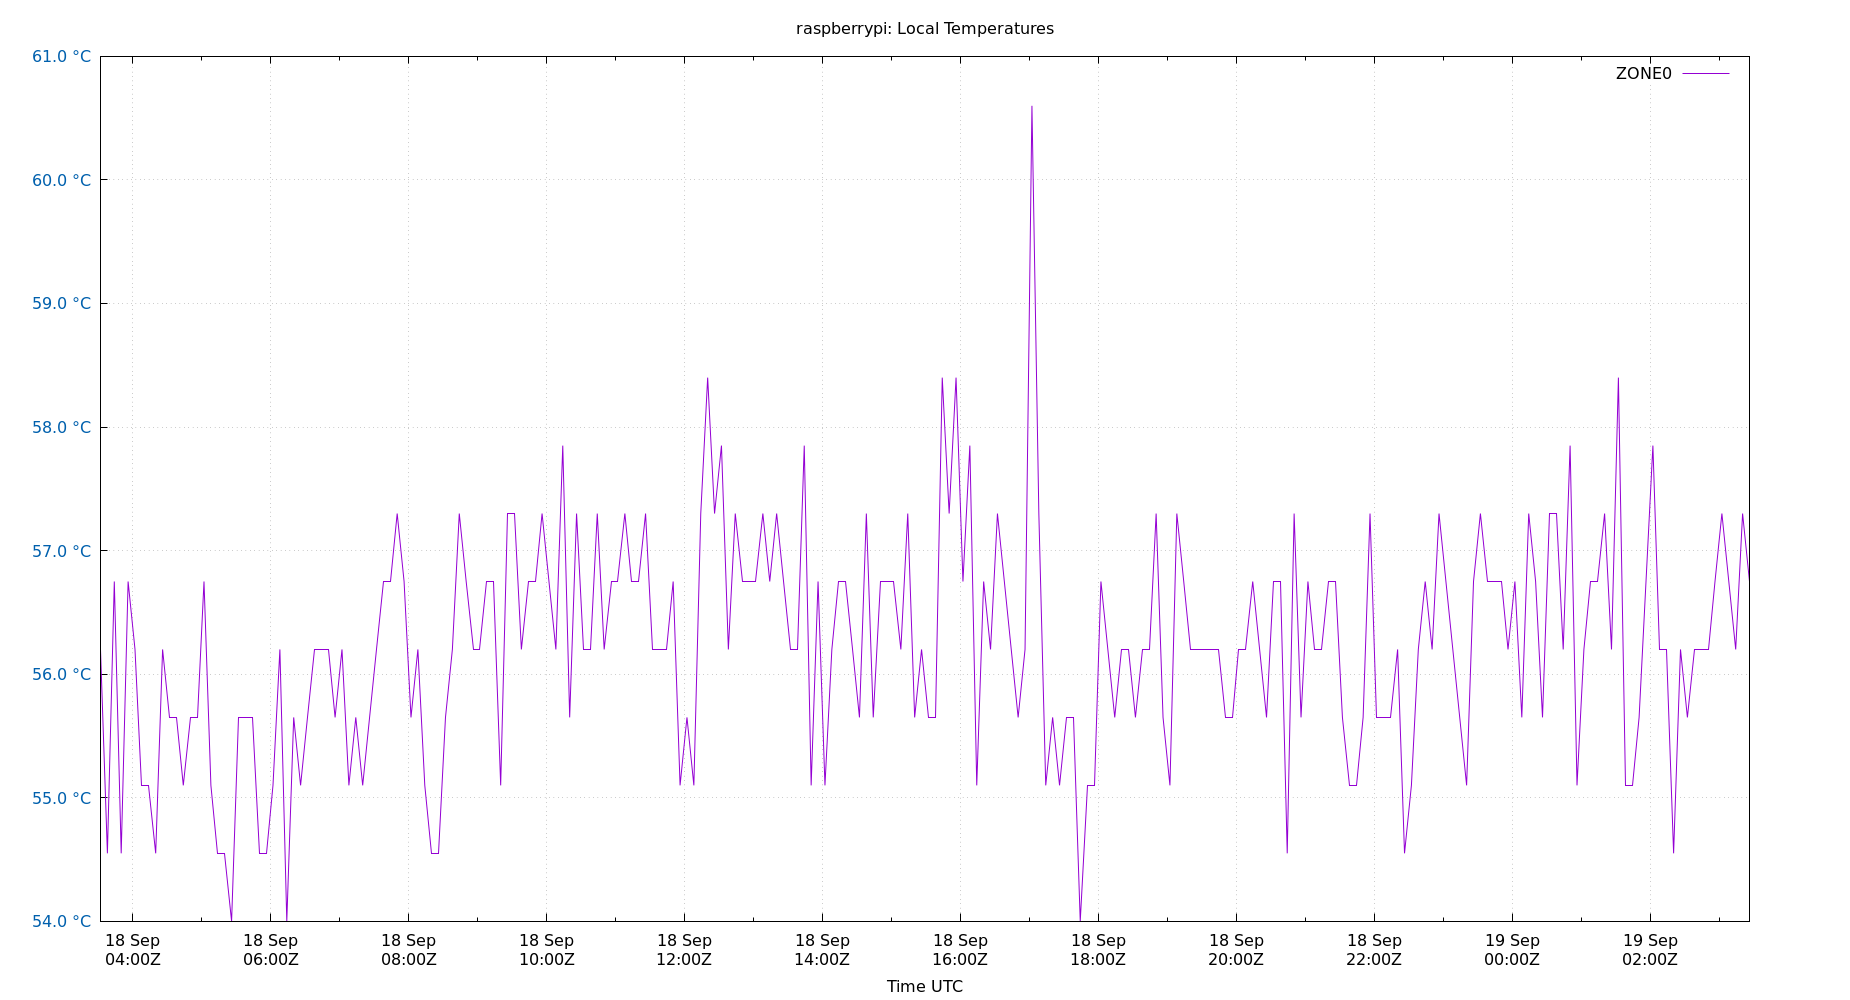 raspberrypi: Local Temperatures
61.0 °C
ZONE0
60.0 °C
59.0 °C
58.0 °C
57.0 °C
56.0 °C
55.0 °C
54.0 °C
18 Sep 18 Sep 18 Sep 18 Sep 18 Sep 18 Sep 18 Sep 18 Sep 18 Sep 18 Sep 19 Sep 19 Sep
04:00Z 06:00Z 08:00Z 10:00Z 12:00Z 14:00Z 16:00Z 18:00Z 20:00Z 22:00Z 00:00Z 02:00Z
Time UTC